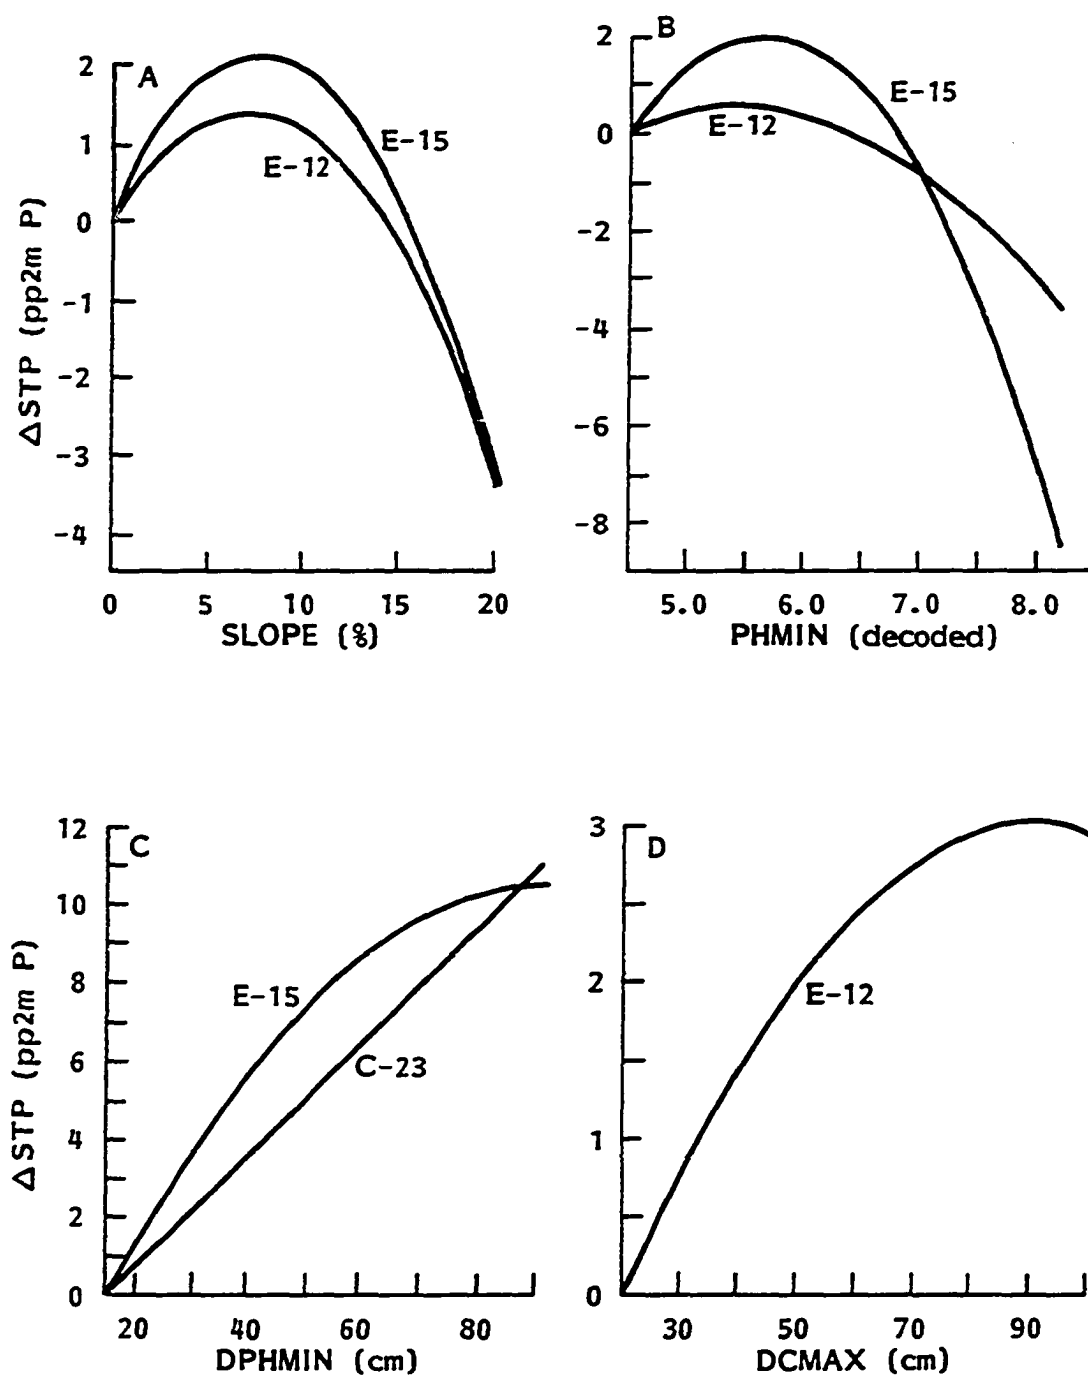 A
2
1
0
-1
-2
-3
-4
E-15
E-12
ΔSTP (pp2m P)
0 5 10 15 20
SLOPE (%)
B
2
0
-2
-4
-6
-8
E-15
E-12
5.0 6.0 7.0 8.0
PHMIN (decoded)
C
12
10
8
6
4
2
0
E-15
C-23
ΔSTP (pp2m P)
20 40 60 80
DPHMIN (cm)
D
3
2
1
0
E-12
30 50 70 90
DCMAX (cm)